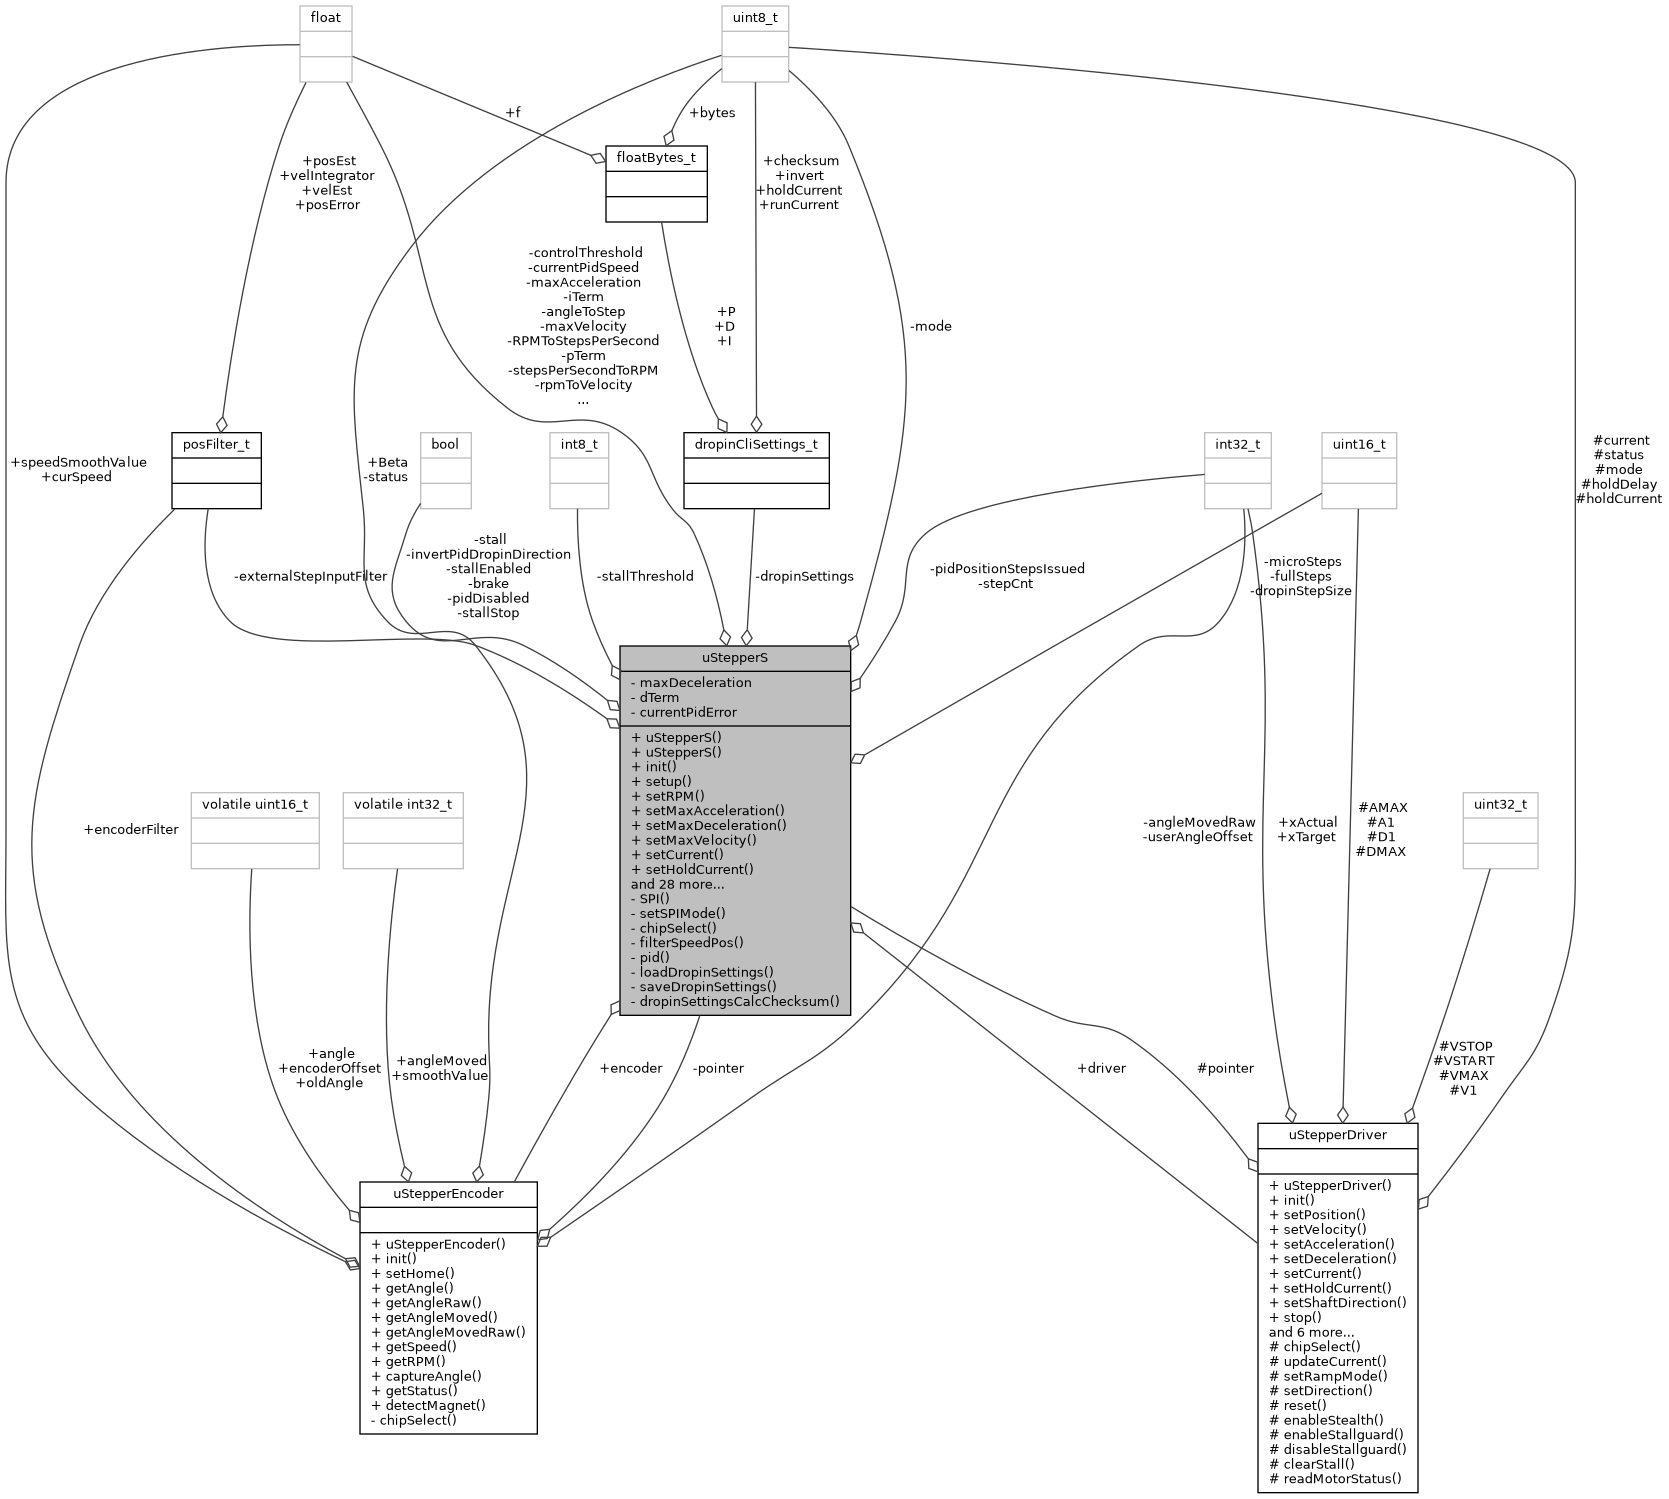 float
uint8_t
+f
+bytes
floatBytes_t
+posEst
+velIntegrator
+velEst
+posError
+checksum
+invert
+holdCurrent
+runCurrent
-controlThreshold
-currentPidSpeed
-maxAcceleration
-iTerm
-angleToStep
-maxVelocity
-RPMToStepsPerSecond
-pTerm
-stepsPerSecondToRPM
-rpmToVelocity
...
+P
+D
+I
-mode
posFilter_t
bool
int8_t
dropinCliSettings_t
int32_t
uint16_t
+speedSmoothValue
+curSpeed
+Beta
-status
#current
#status
#mode
#holdDelay
#holdCurrent
-externalStepInputFilter
-stall
-invertPidDropinDirection
-stallEnabled
-brake
-pidDisabled
-stallStop
-stallThreshold
-dropinSettings
-pidPositionStepsIssued
-stepCnt
-microSteps
-fullSteps
-dropinStepSize
uStepperS
- maxDeceleration
- dTerm
- currentPidError
+ uStepperS()
+ uStepperS()
+ init()
+ setup()
+ setRPM()
+ setMaxAcceleration()
+ setMaxDeceleration()
+ setMaxVelocity()
+ setCurrent()
+ setHoldCurrent()
and 28 more...
- SPI()
- setSPIMode()
- chipSelect()
- filterSpeedPos()
- pid()
- loadDropinSettings()
- saveDropinSettings()
- dropinSettingsCalcChecksum()
+encoderFilter
volatile uint16_t
volatile int32_t
-angleMovedRaw
-userAngleOffset
+xActual
+xTarget
#AMAX
#A1
#D1
#DMAX
uint32_t
+angle
+encoderOffset
+oldAngle
+angleMoved
+smoothValue
+encoder
-pointer
+driver
#pointer
#VSTOP
#VSTART
#VMAX
#V1
uStepperEncoder
+ uStepperEncoder()
+ init()
+ setHome()
+ getAngle()
+ getAngleRaw()
+ getAngleMoved()
+ getAngleMovedRaw()
+ getSpeed()
+ getRPM()
+ captureAngle()
+ getStatus()
+ detectMagnet()
- chipSelect()
uStepperDriver
+ uStepperDriver()
+ init()
+ setPosition()
+ setVelocity()
+ setAcceleration()
+ setDeceleration()
+ setCurrent()
+ setHoldCurrent()
+ setShaftDirection()
+ stop()
and 6 more...
# chipSelect()
# updateCurrent()
# setRampMode()
# setDirection()
# reset()
# enableStealth()
# enableStallguard()
# disableStallguard()
# clearStall()
# readMotorStatus()